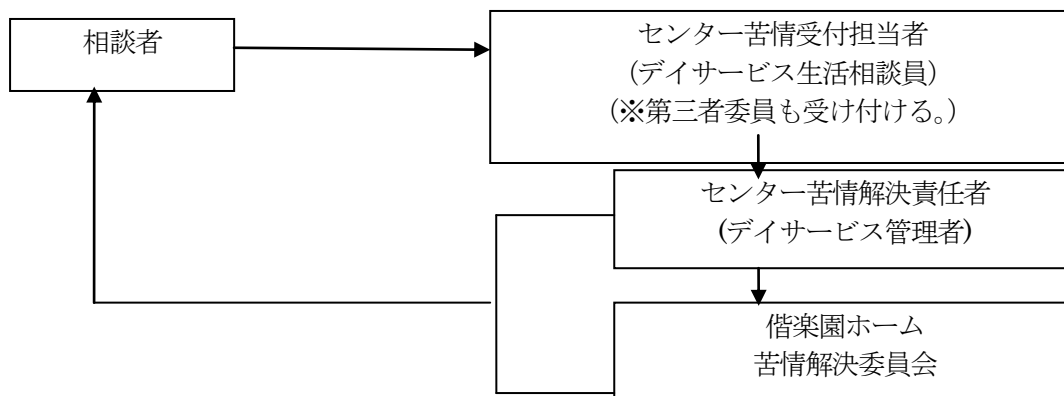 相談者
センター苦情受付担当者
(デイサービス生活相談員)
(※第三者委員も受け付ける。)
センター苦情解決責任者
(デイサービス管理者)
偕楽園ホーム
苦情解決委員会